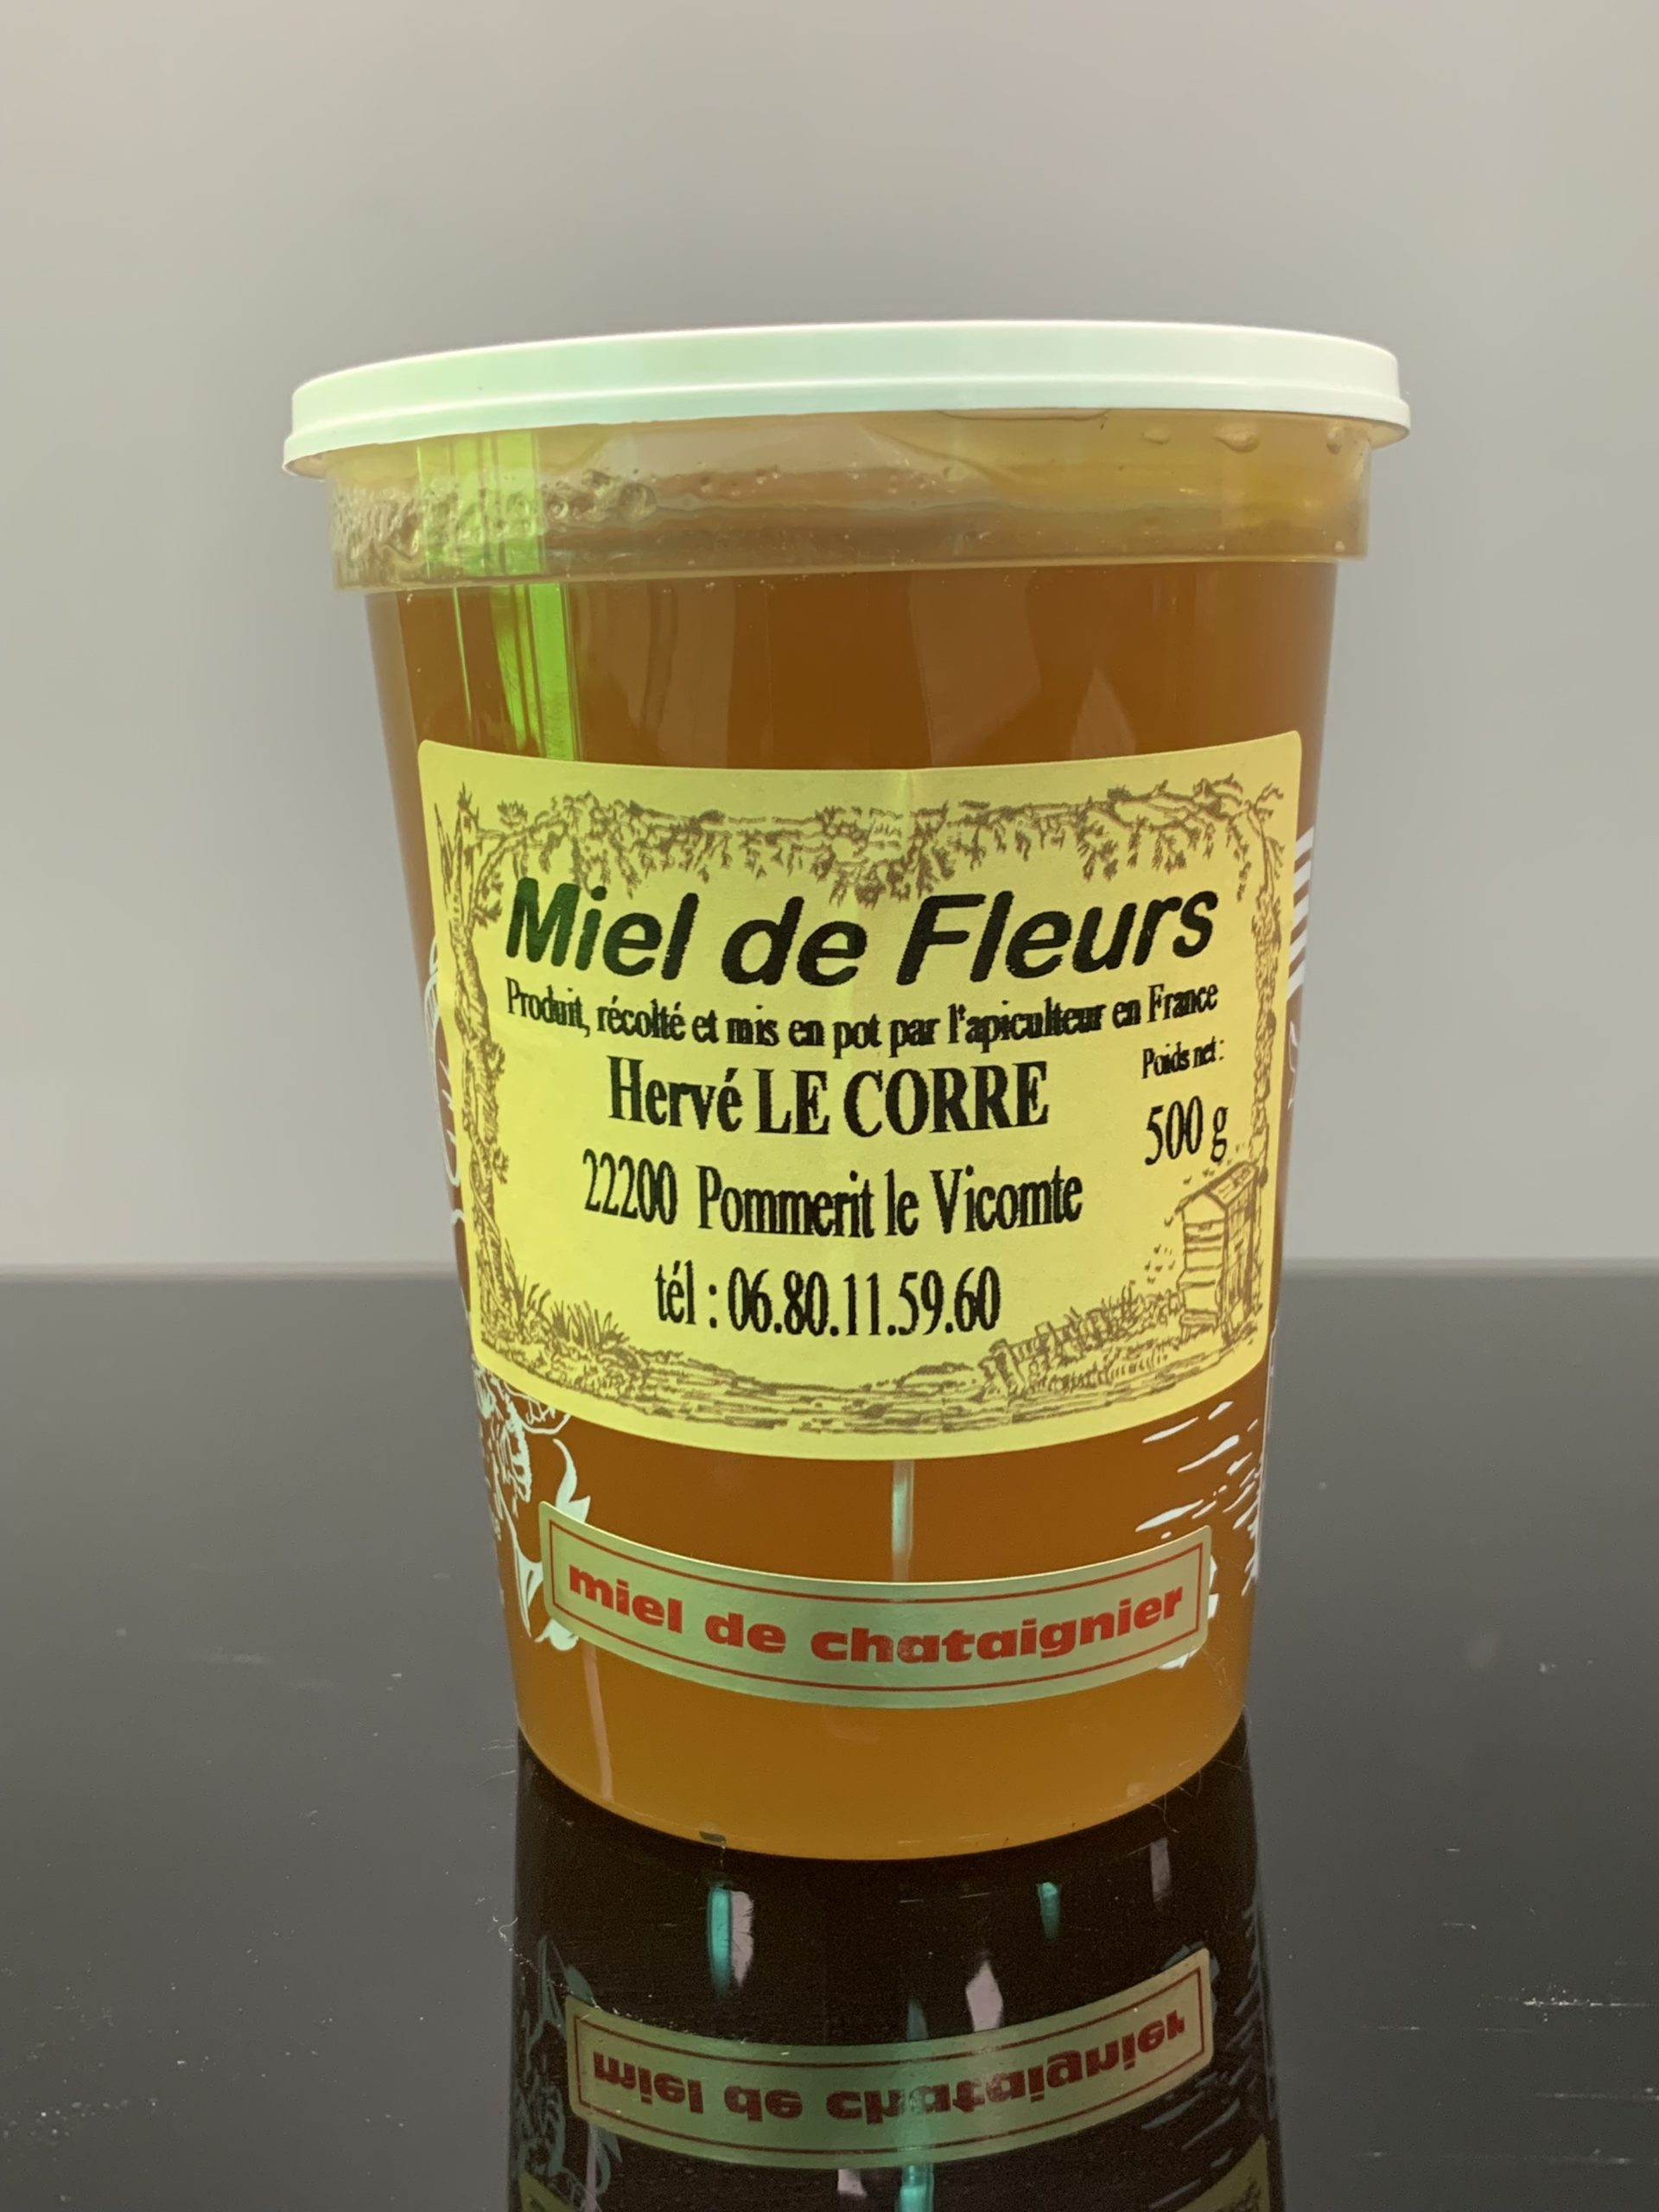 Miel de Fleurs
Produit, récolté et mis en pot par l'apiculteur en France
Poids net :
Hervé LE CORRE
500 g
22200 Pommerit le Vicomte
tél : 06.80.11.59.60
miel de chataignier